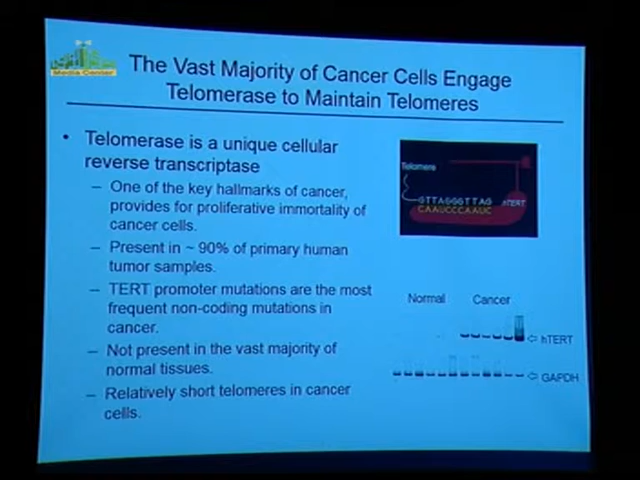 Media Center
The Vast Majority of Cancer Cells Engage
Telomerase to Maintain Telomeres
• Telomerase is a unique cellular
reverse transcriptase
– One of the key hallmarks of cancer,
provides for proliferative immortality of
cancer cells.
– Present in ~ 90% of primary human
tumor samples.
– TERT promoter mutations are the most
frequent non-coding mutations in
cancer.
– Not present in the vast majority of
normal tissues.
– Relatively short telomeres in cancer
cells.
Telomere
GTTAGGGTTAG
hTERT
CAAUCCCAAUC
Normal Cancer
hTERT
GAPDH